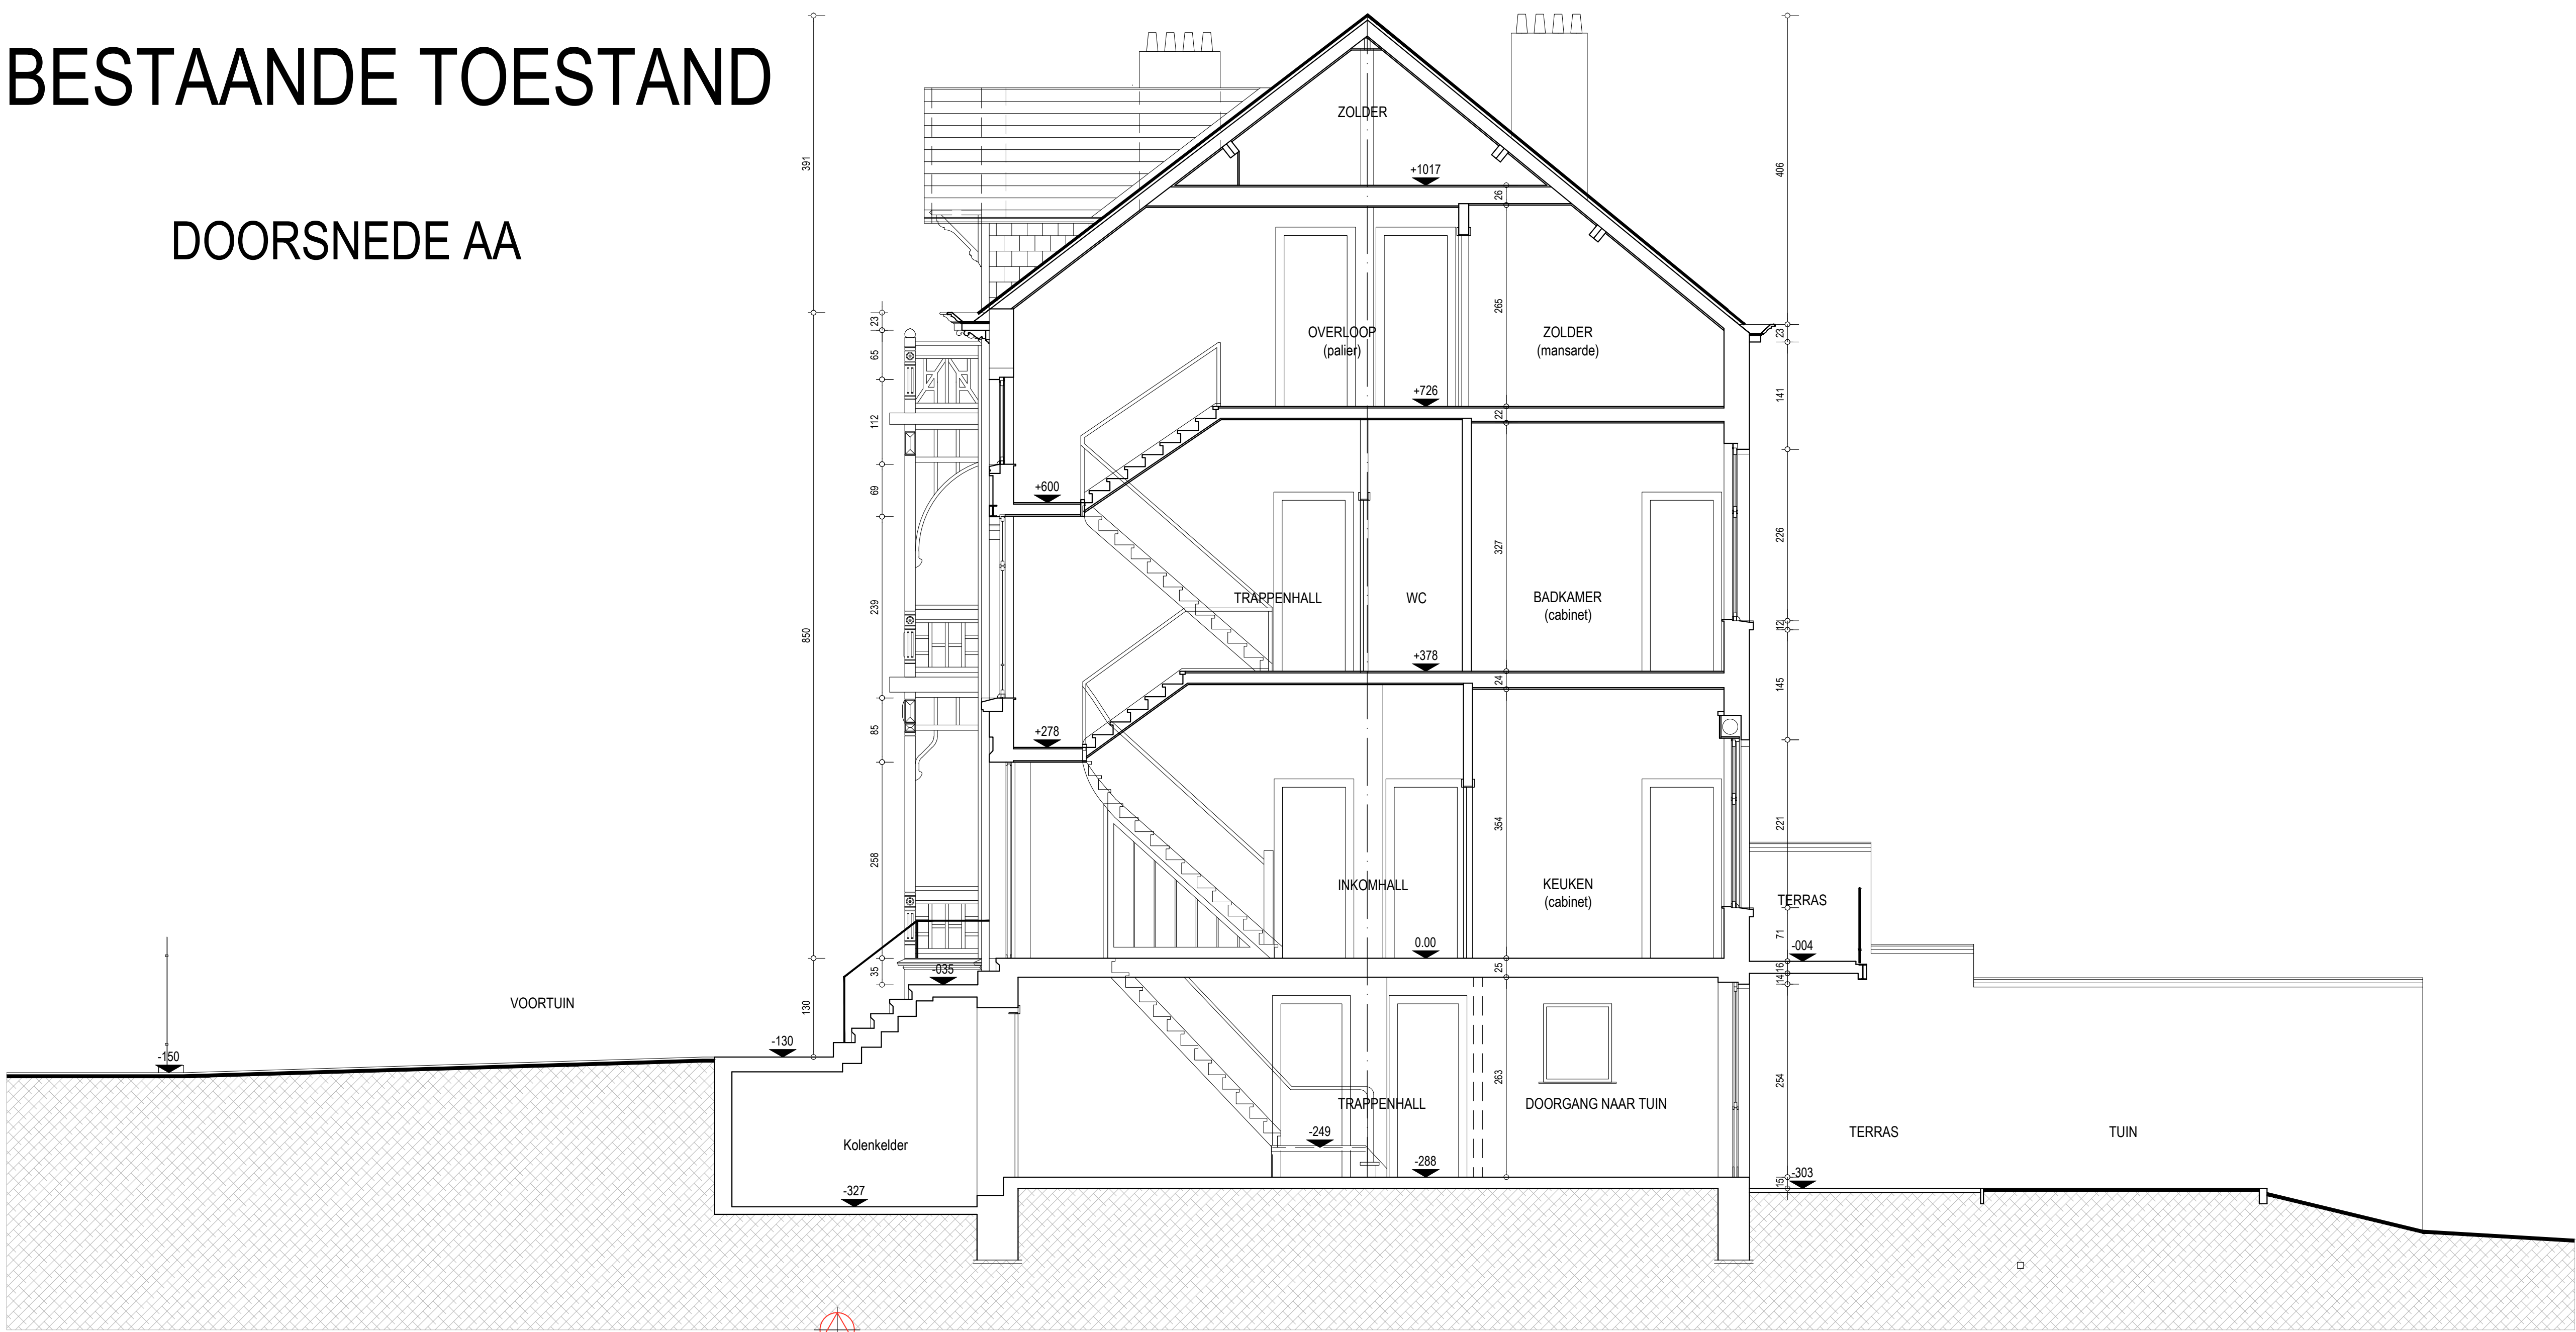 BESTAANDE TOESTAND
DOORSNEDE AA
391
850
130
23
65
112
69
239
85
258
35
ZOLDER
+1017
26
OVERLOOP
(palier)
ZOLDER
(mansarde)
265
+726
22
+600
TRAPPENHALL
WC
BADKAMER
(cabinet)
327
+378
24
+278
INKOMHALL
KEUKEN
(cabinet)
354
0.00
25
-035
VOORTUIN
-150
-130
Kolenkelder
-327
TRAPPENHALL
DOORGANG NAAR TUIN
263
-249
-288
406
23
141
226
12
145
221
71
16
14
254
15
TERRAS
-004
TERRAS
TUIN
-303